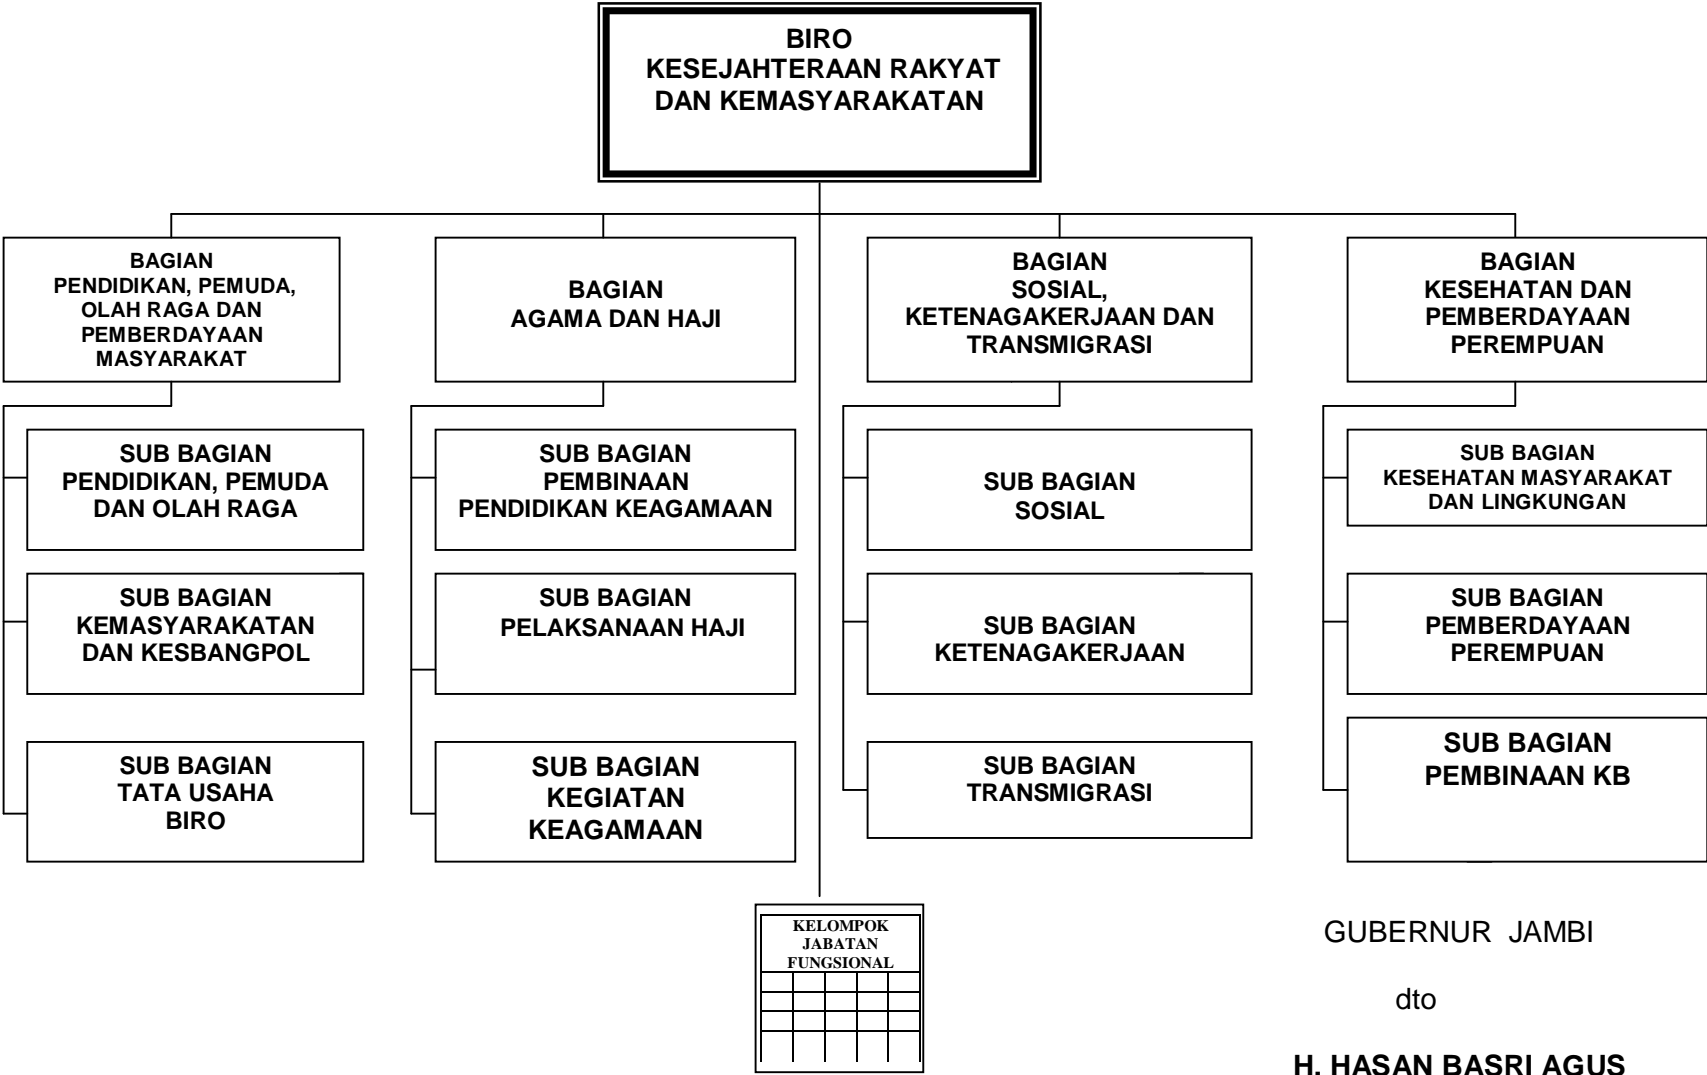 BIRO
KESEJAHTERAAN RAKYAT
DAN KEMASYARAKATAN
BAGIAN
PENDIDIKAN, PEMUDA,
OLAH RAGA DAN
PEMBERDAYAAN
MASYARAKAT
BAGIAN
AGAMA DAN HAJI
BAGIAN
SOSIAL,
KETENAGAKERJAAN DAN
TRANSMIGRASI
BAGIAN
KESEHATAN DAN
PEMBERDAYAAN
PEREMPUAN
SUB BAGIAN
PENDIDIKAN, PEMUDA
DAN OLAH RAGA
SUB BAGIAN
PEMBINAAN
PENDIDIKAN KEAGAMAAN
SUB BAGIAN
SOSIAL
SUB BAGIAN
KESEHATAN MASYARAKAT
DAN LINGKUNGAN
SUB BAGIAN
KEMASYARAKATAN
DAN KESBANGPOL
SUB BAGIAN
PELAKSANAAN HAJI
SUB BAGIAN
KETENAGAKERJAAN
SUB BAGIAN
PEMBERDAYAAN
PEREMPUAN
SUB BAGIAN
TATA USAHA
BIRO
SUB BAGIAN
KEGIATAN
KEAGAMAAN
SUB BAGIAN
TRANSMIGRASI
SUB BAGIAN
PEMBINAAN KB
KELOMPOK
JABATAN
FUNGSIONAL
GUBERNUR JAMBI
dto
H. HASAN BASRI AGUS